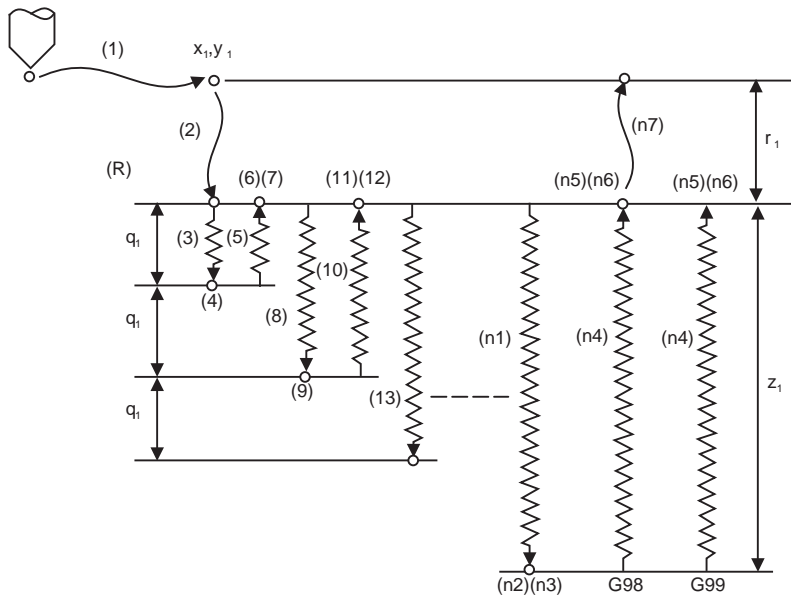 (1)
x1,y1
(2)
(n7)
r1
(R)
(6)(7)
(11)(12)
(n5)(n6)
(n5)(n6)
q1
(3)
(5)
(4)
(10)
q1
(8)
(n1)
(n4)
(n4)
(9)
z1
q1
(13)
(n2)(n3)
G98
G99